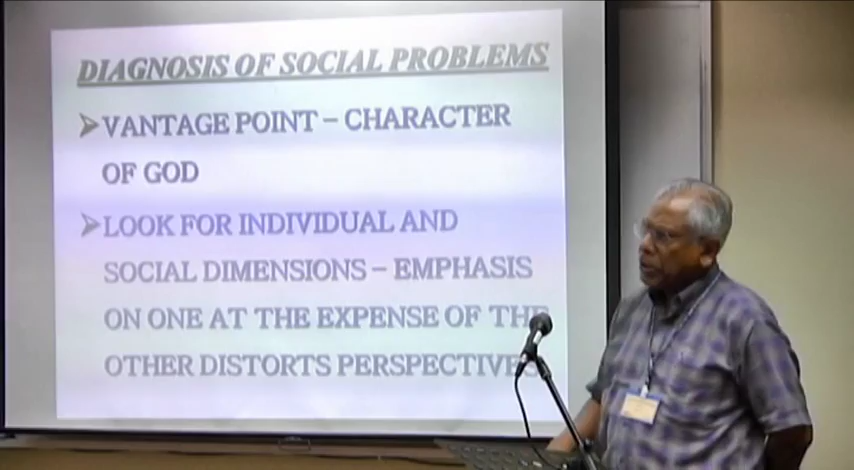 DIAGNOSIS OF SOCIAL PROBLEMS
➢VANTAGE POINT – CHARACTER
OF GOD
➢LOOK FOR INDIVIDUAL AND
SOCIAL DIMENSIONS – EMPHASIS
ON ONE AT THE EXPENSE OF THE
OTHER DISTORTS PERSPECTIVES